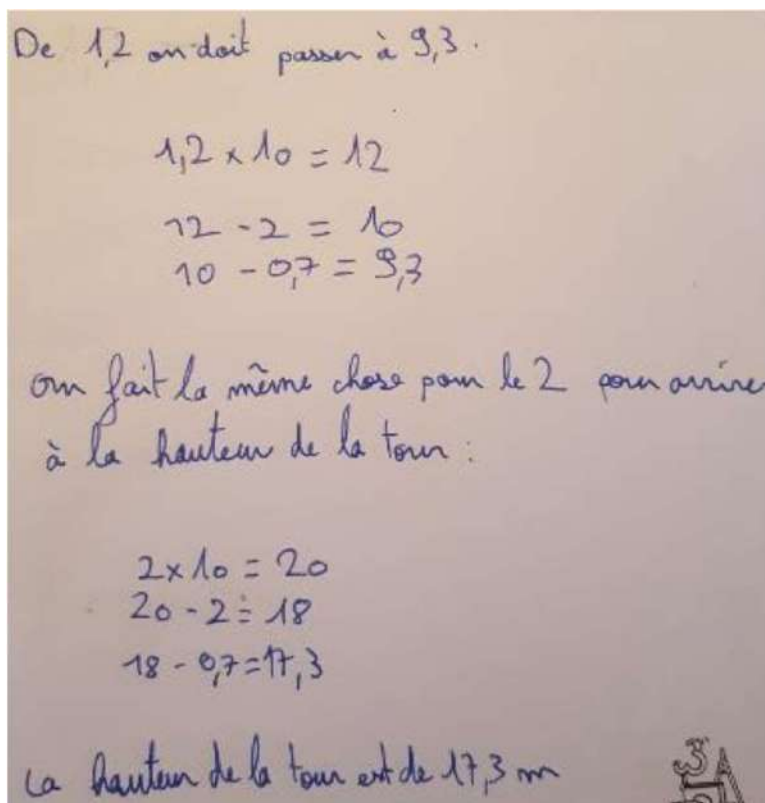 De 1,2 on doit passer à 9,3.
1,2 x 10 = 12
12 - 2 = 10
10 - 0,7 = 9,3
on fait la même chose pour le 2 pour arrive
à la hauteur de la tour :
2 x 10 = 20
20 - 2 = 18
18 - 0,7 = 17,3
La hauteur de la tour est de 17,3 m